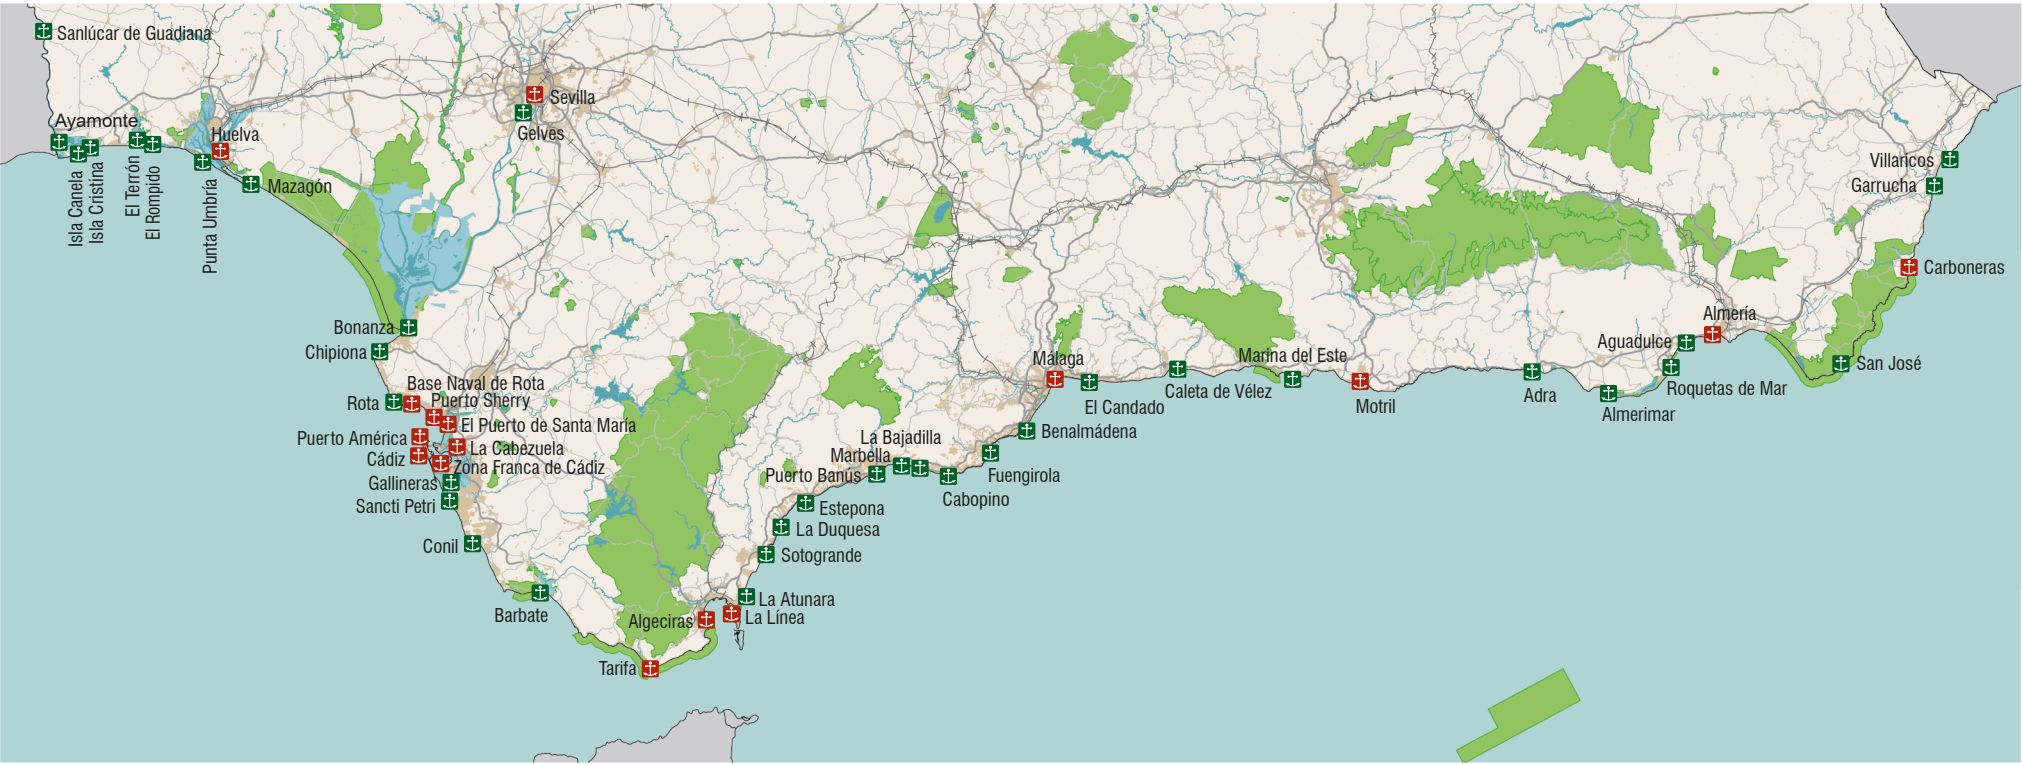 Sanlúcar de Guadiana
Sevilla
Gelves
Ayamonte
Huelva
Isla Canela
Isla Cristina
El Terrón
El Rompido
Punta Umbría
Mazagón
Villaricos
Garrucha
Carboneras
Bonanza
Chipiona
Base Naval de Rota
Rota
Puerto Sherry
El Puerto de Santa María
Puerto América
La Cabezuela
Cádiz
Zona Franca de Cádiz
Gallineras
Sancti Petri
Conil
Barbate
Tarifa
Algeciras
La Línea
La Atunara
Sotogrande
La Duquesa
Estepona
Puerto Banús
Marbella
La Bajadilla
Cabopino
Fuengirola
Benalmádena
Málaga
El Candado
Caleta de Vélez
Marina del Este
Motril
Adra
Almerimar
Roquetas de Mar
Aguadulce
Almería
San José